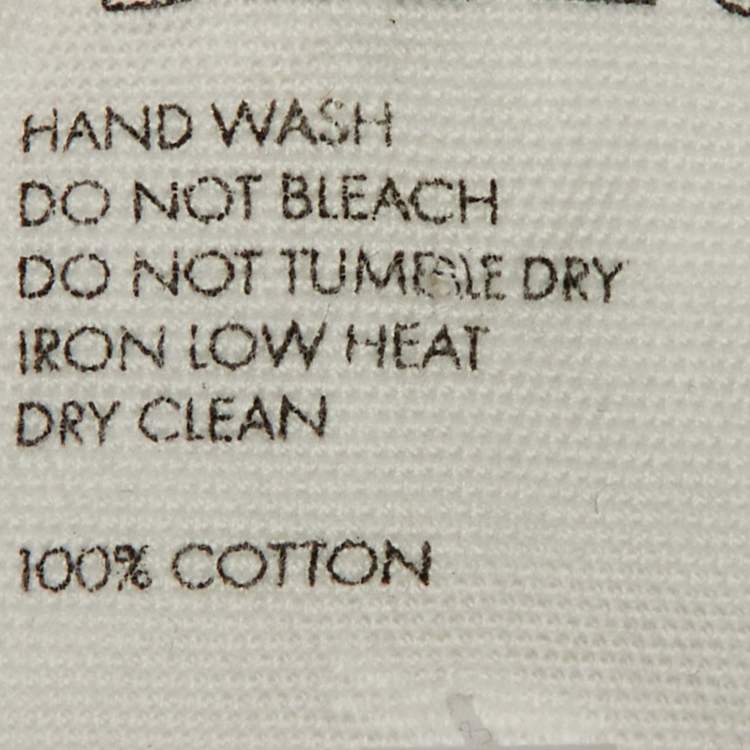 HAND WASH
DO NOT BLEACH
DO NOT TUMBLE DRY
IRON LOW HEAT
DRY CLEAN
100% COTTON